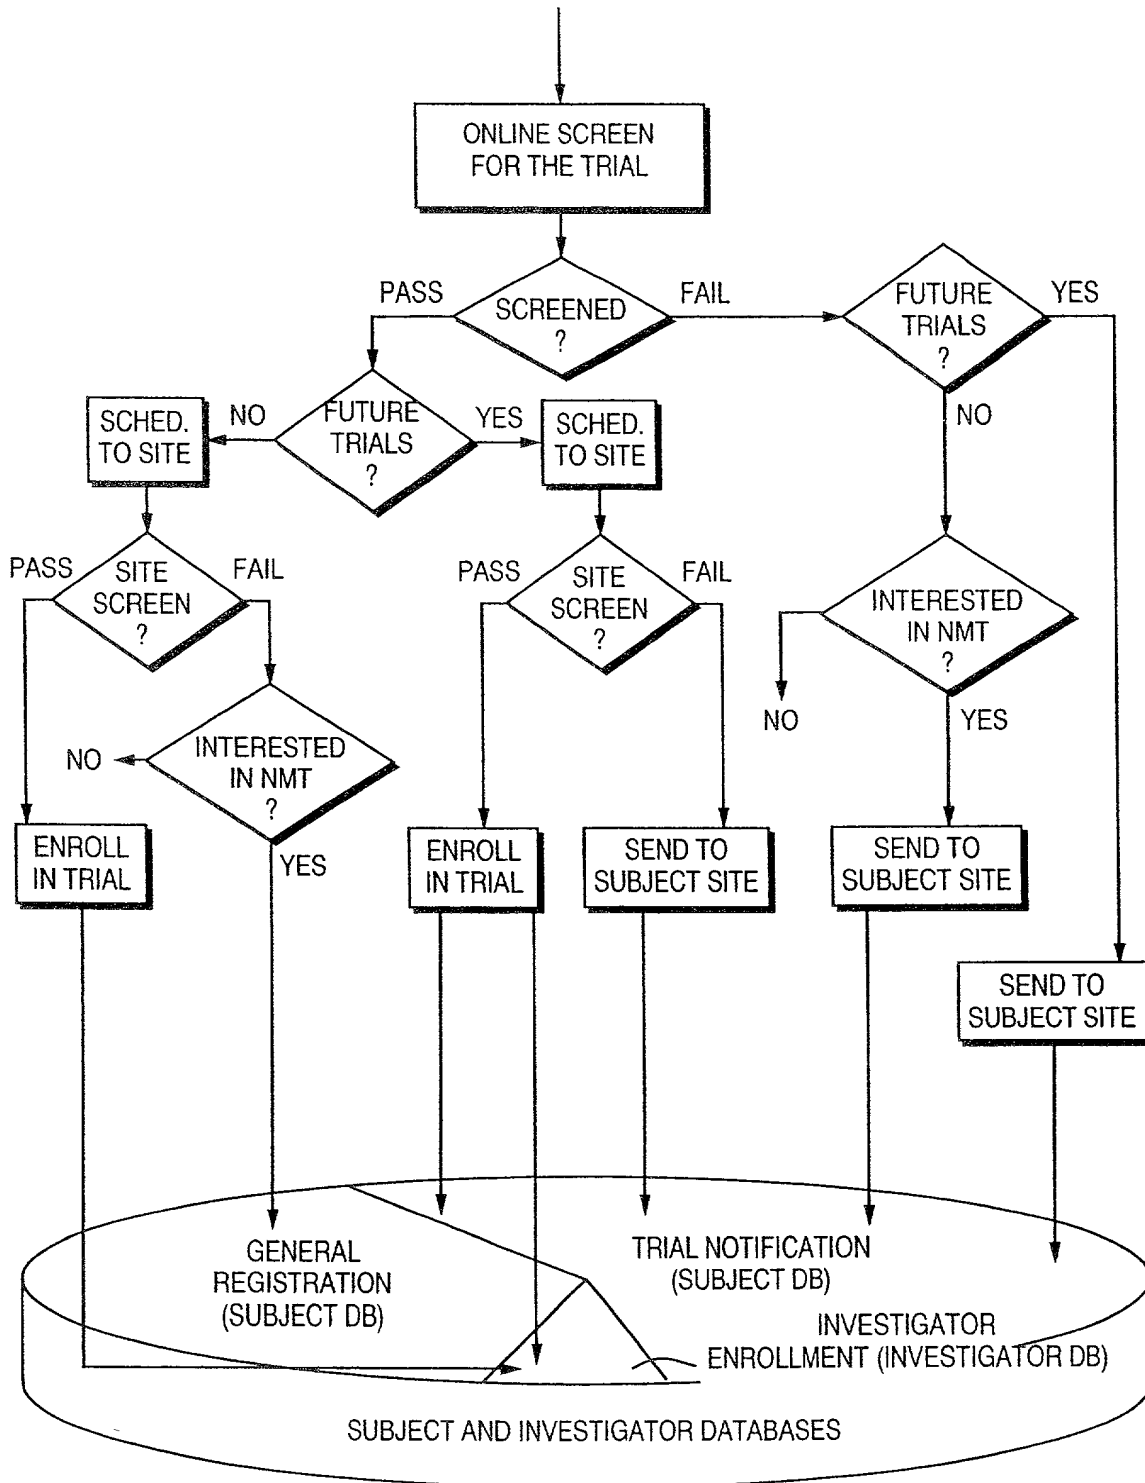 ONLINE SCREEN
FOR THE TRIAL
PASS
SCREENED
?
FAIL
FUTURE
TRIALS
?
YES
NO
SCHED.
TO SITE
NO
FUTURE
TRIALS
?
YES
SCHED.
TO SITE
PASS
SITE
SCREEN
?
FAIL
PASS
SITE
SCREEN
?
FAIL
INTERESTED
IN NMT
?
NO
YES
NO
INTERESTED
IN NMT
?
YES
ENROLL
IN TRIAL
ENROLL
IN TRIAL
SEND TO
SUBJECT SITE
SEND TO
SUBJECT SITE
SEND TO
SUBJECT SITE
GENERAL
REGISTRATION
(SUBJECT DB)
TRIAL NOTIFICATION
(SUBJECT DB)
INVESTIGATOR
ENROLLMENT (INVESTIGATOR DB)
SUBJECT AND INVESTIGATOR DATABASES